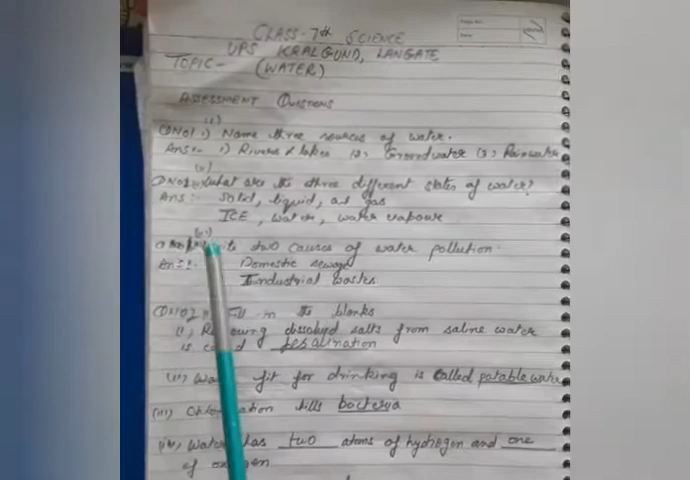 CLASS-7th SCIENCE
UPS KRALGUND, LANGATE
TOPIC- (WATER)
ASSESSMENT QUESTIONS
(i)
QNO1 i) Name three sources of water.
Ans:- 1) Rivers & lakes (2) Groundwater (3) Rainwater
(ii)
What are the three different states of water?
Ans:- Solid, liquid, as gas
ICE, water, water vapour
two causes of water pollution.
Ans:- Domestic sewage
Industrial wastes
QNO2 Fill in the blanks
(i) dissolved salts from saline water
is called Desalination
(ii) fit for drinking is called potable water
(iii) Chlorination kills bacteria
(iv) Water has two atoms of hydrogen and one
of oxygen